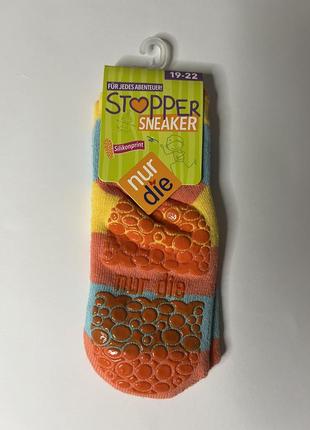 19-22
FÜR JEDES ABENTEUER!
STOPPER
SNEAKER
Silikonprint
nur
die
nur die